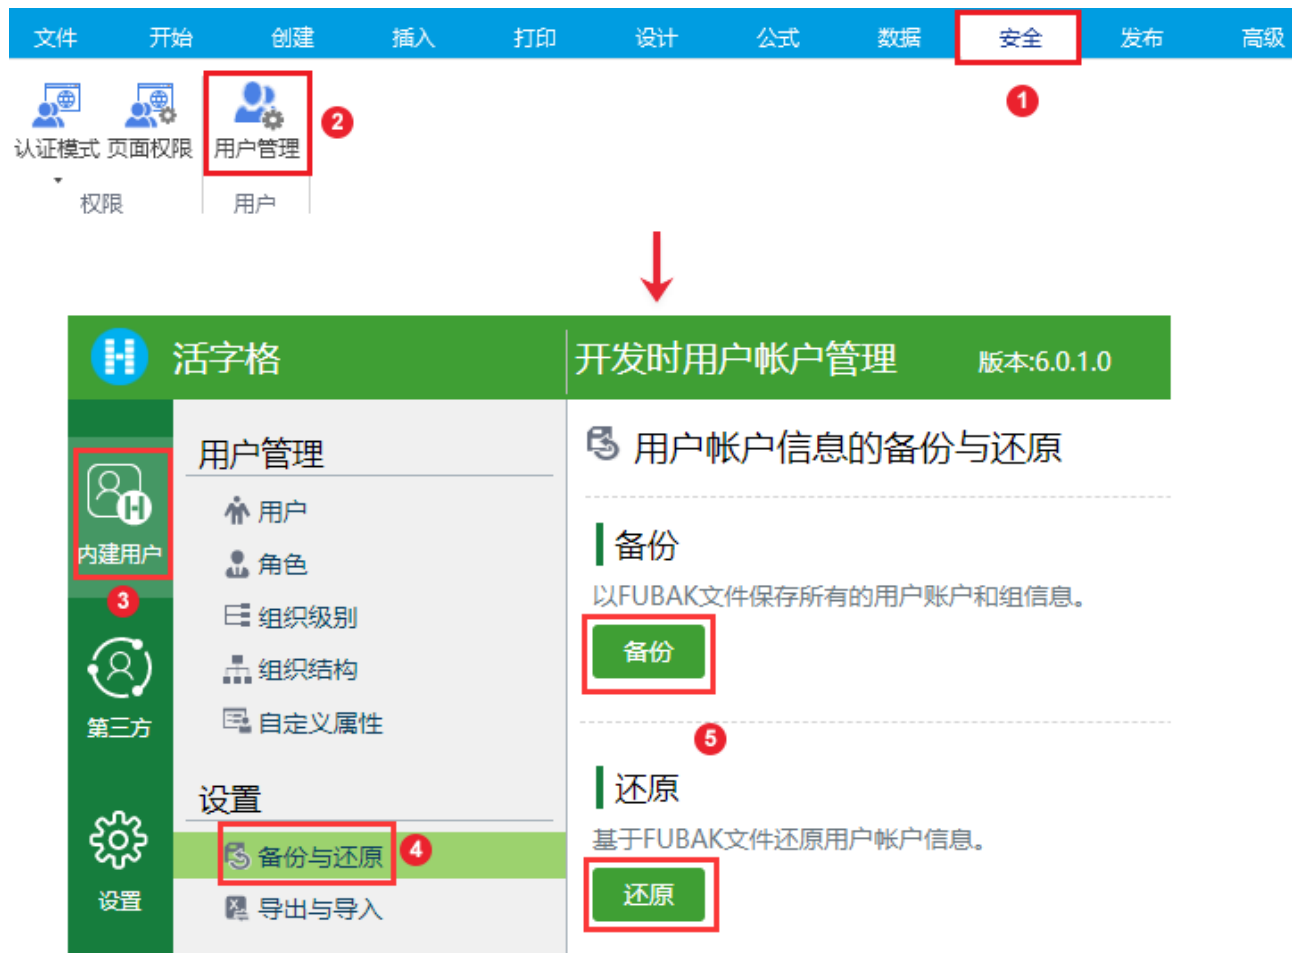 文件 开始 创建 插入 打印 设计 公式 数据 安全 发布 高级
1
认证模式 页面权限 用户管理 2
权限 用户
活字格 开发时用户帐户管理 版本:6.0.1.0
用户管理
用户
角色
组织级别
组织结构
自定义属性
设置
备份与还原 4
导出与导入
内建用户
3
第三方
设置
用户帐户信息的备份与还原
备份
以FUBAK文件保存所有的用户账户和组信息。
备份
5
还原
基于FUBAK文件还原用户帐户信息。
还原